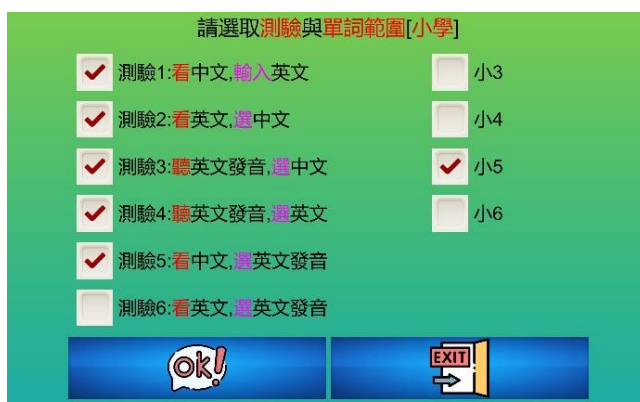 請選取測驗與單詞範圍[小學]
測驗1:看中文,輸入英文
測驗2:看英文,選中文
測驗3:聽英文發音,選中文
測驗4:聽英文發音,選英文
測驗5:看中文,選英文發音
測驗6:看英文,選英文發音
小3
小4
小5
小6
ok!
EXIT